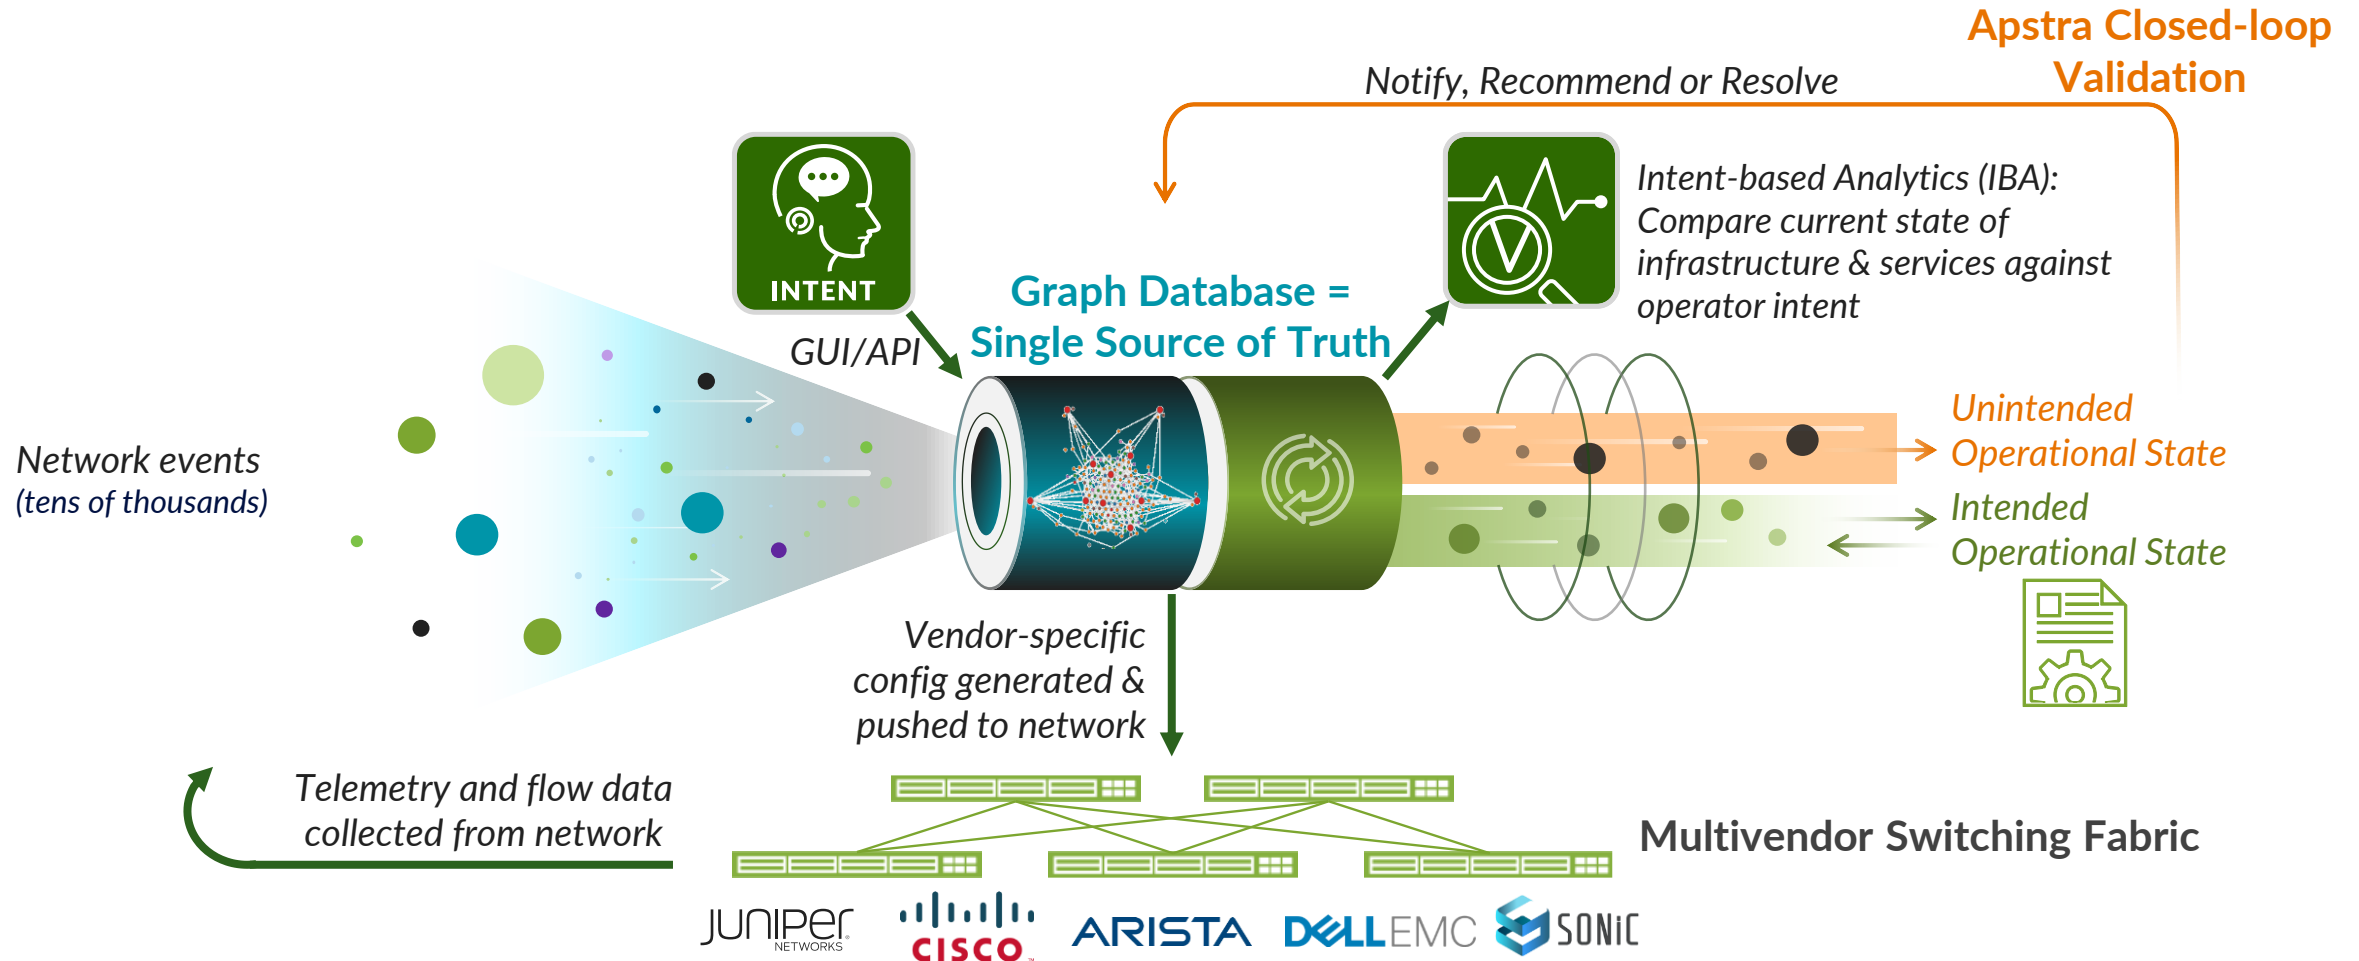 Apstra Closed-loop
Validation
Notify, Recommend or Resolve
INTENT
GUI/API
Intent-based Analytics (IBA):
Compare current state of
infrastructure & services against
operator intent
Graph Database =
Single Source of Truth
Network events
(tens of thousands)
Unintended
Operational State
Intended
Operational State
Vendor-specific
config generated &
pushed to network
Telemetry and flow data
collected from network
Multivendor Switching Fabric
JUNIPer
NETWORKS
CISCO
ARISTA
DELLEMC
SONiC